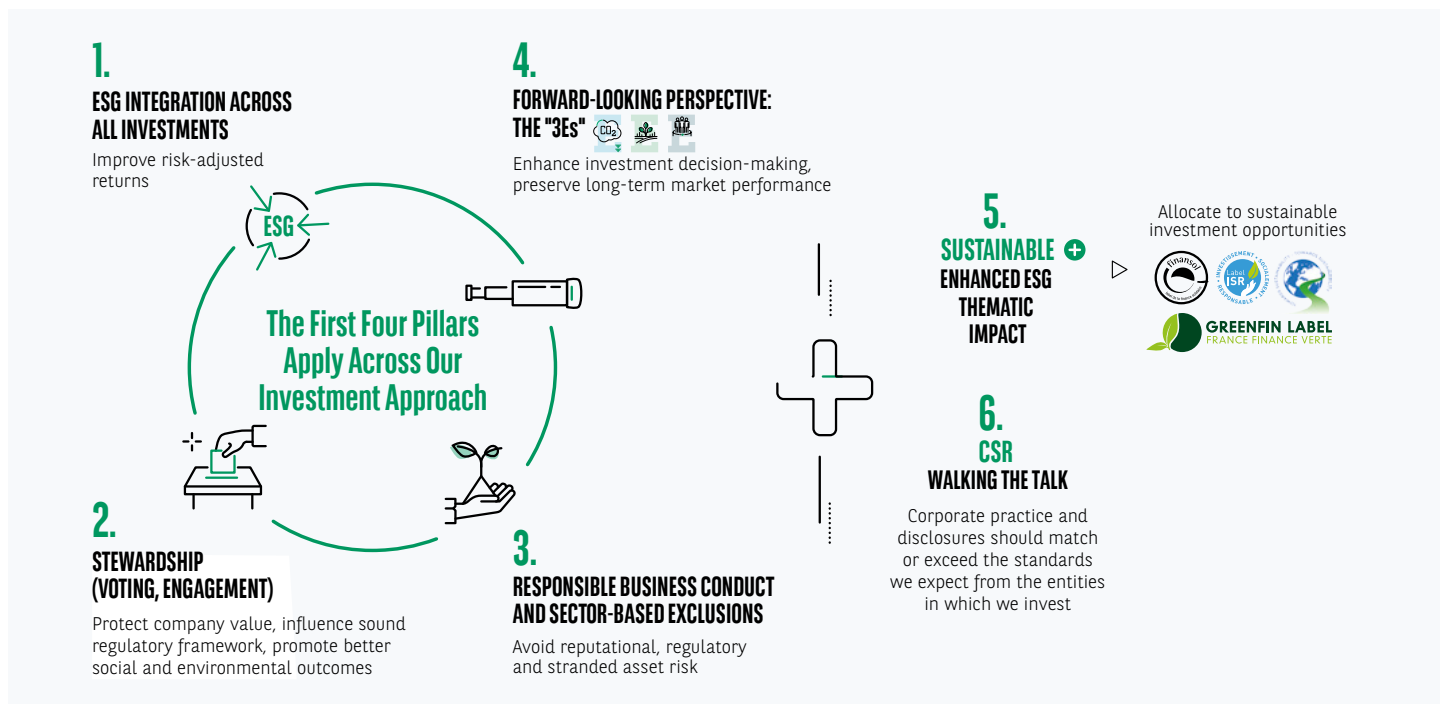 1.
ESG INTEGRATION ACROSS
ALL INVESTMENTS
Improve risk-adjusted
returns
ESG
The First Four Pillars
Apply Across Our
Investment Approach
2.
STEWARDSHIP
(VOTING, ENGAGEMENT)
Protect company value, influence sound
regulatory framework, promote better
social and environmental outcomes
3.
RESPONSIBLE BUSINESS CONDUCT
AND SECTOR-BASED EXCLUSIONS
Avoid reputational, regulatory
and stranded asset risk
4.
FORWARD-LOOKING PERSPECTIVE:
THE "3Es"
CO2
E
E
Enhance investment decision-making,
preserve long-term market performance
5.
SUSTAINABLE +
ENHANCED ESG
THEMATIC
IMPACT
Allocate to sustainable
investment opportunities
finansol
INVESTISSEMENT SOCIALEMENT RESPONSABLE
Label
ISR
GREENFIN LABEL
FRANCE FINANCE VERTE
6.
CSR
WALKING THE TALK
Corporate practice and
disclosures should match
or exceed the standards
we expect from the entities
in which we invest